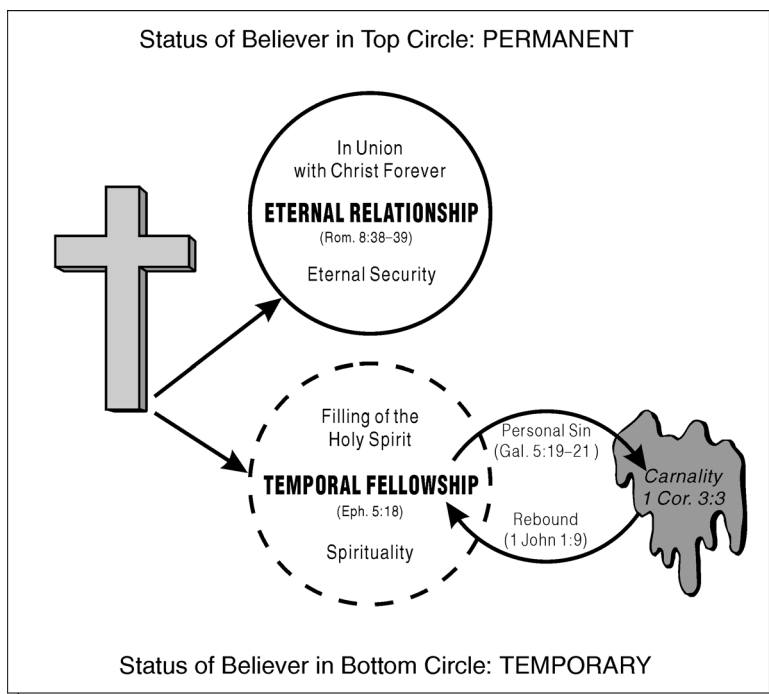 Status of Believer in Top Circle: PERMANENT
In Union
with Christ Forever
ETERNAL RELATIONSHIP
(Rom. 8:38–39)
Eternal Security
Filling of the
Holy Spirit
TEMPORAL FELLOWSHIP
(Eph. 5:18)
Spirituality
Personal Sin
(Gal. 5:19–21 )
Carnality
1 Cor. 3:3
Rebound
(1 John 1:9)
Status of Believer in Bottom Circle: TEMPORARY